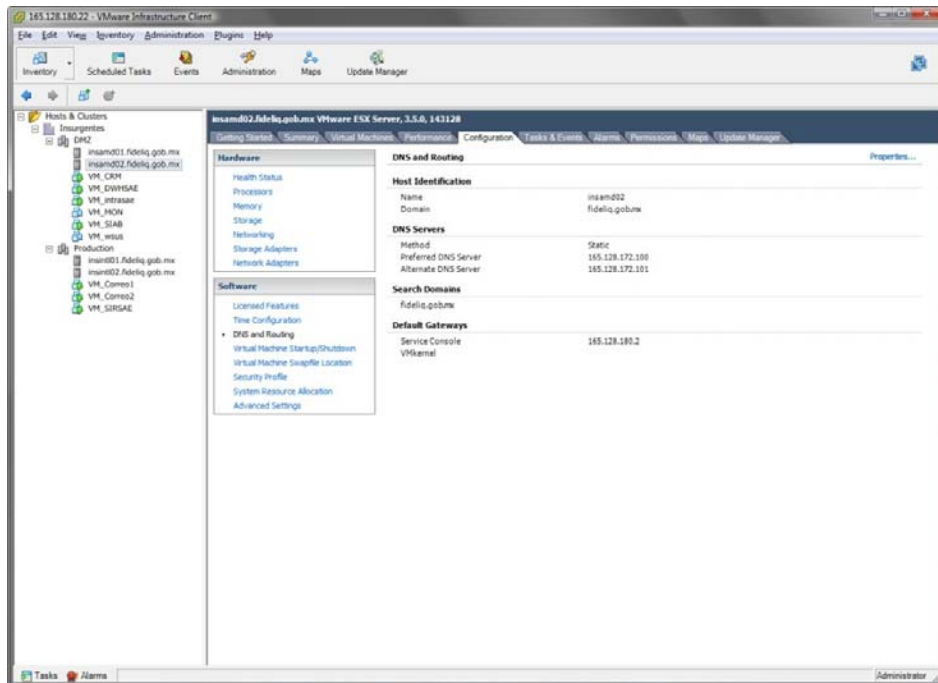 165.128.180.22 - VMware Infrastructure Client
File Edit View Inventory Administration Plugins Help
Inventory Scheduled Tasks Events Administration Maps Update Manager
Hosts & Clusters
Insurgentes
DMZ
insamd01.fideliq.gob.mx
insamd02.fideliq.gob.mx
VM_CRM
VM_DWHSAE
VM_intrasae
VM_MON
VM_SIAB
VM_wsus
Production
insintl01.fideliq.gob.mx
insintl02.fideliq.gob.mx
VM_Correo1
VM_Correo2
VM_SIRSAE
insamd02.fideliq.gob.mx VMware ESX Server, 3.5.0, 143128
Getting Started Summary Virtual Machines Performance Configuration Tasks & Events Alarms Permissions Maps Update Manager
Hardware
Health Status
Processors
Memory
Storage
Networking
Storage Adapters
Network Adapters
Software
Licensed Features
Time Configuration
DNS and Routing
Virtual Machine Startup/Shutdown
Virtual Machine Swapfile Location
Security Profile
System Resource Allocation
Advanced Settings
DNS and Routing Properties...
Host Identification
Name insamd02
Domain fideliq.gob.mx
DNS Servers
Method Static
Preferred DNS Server 165.128.172.100
Alternate DNS Server 165.128.172.101
Search Domains
fideliq.gob.mx
Default Gateways
Service Console 165.128.180.2
VMkernel
Tasks Alarms Administrator